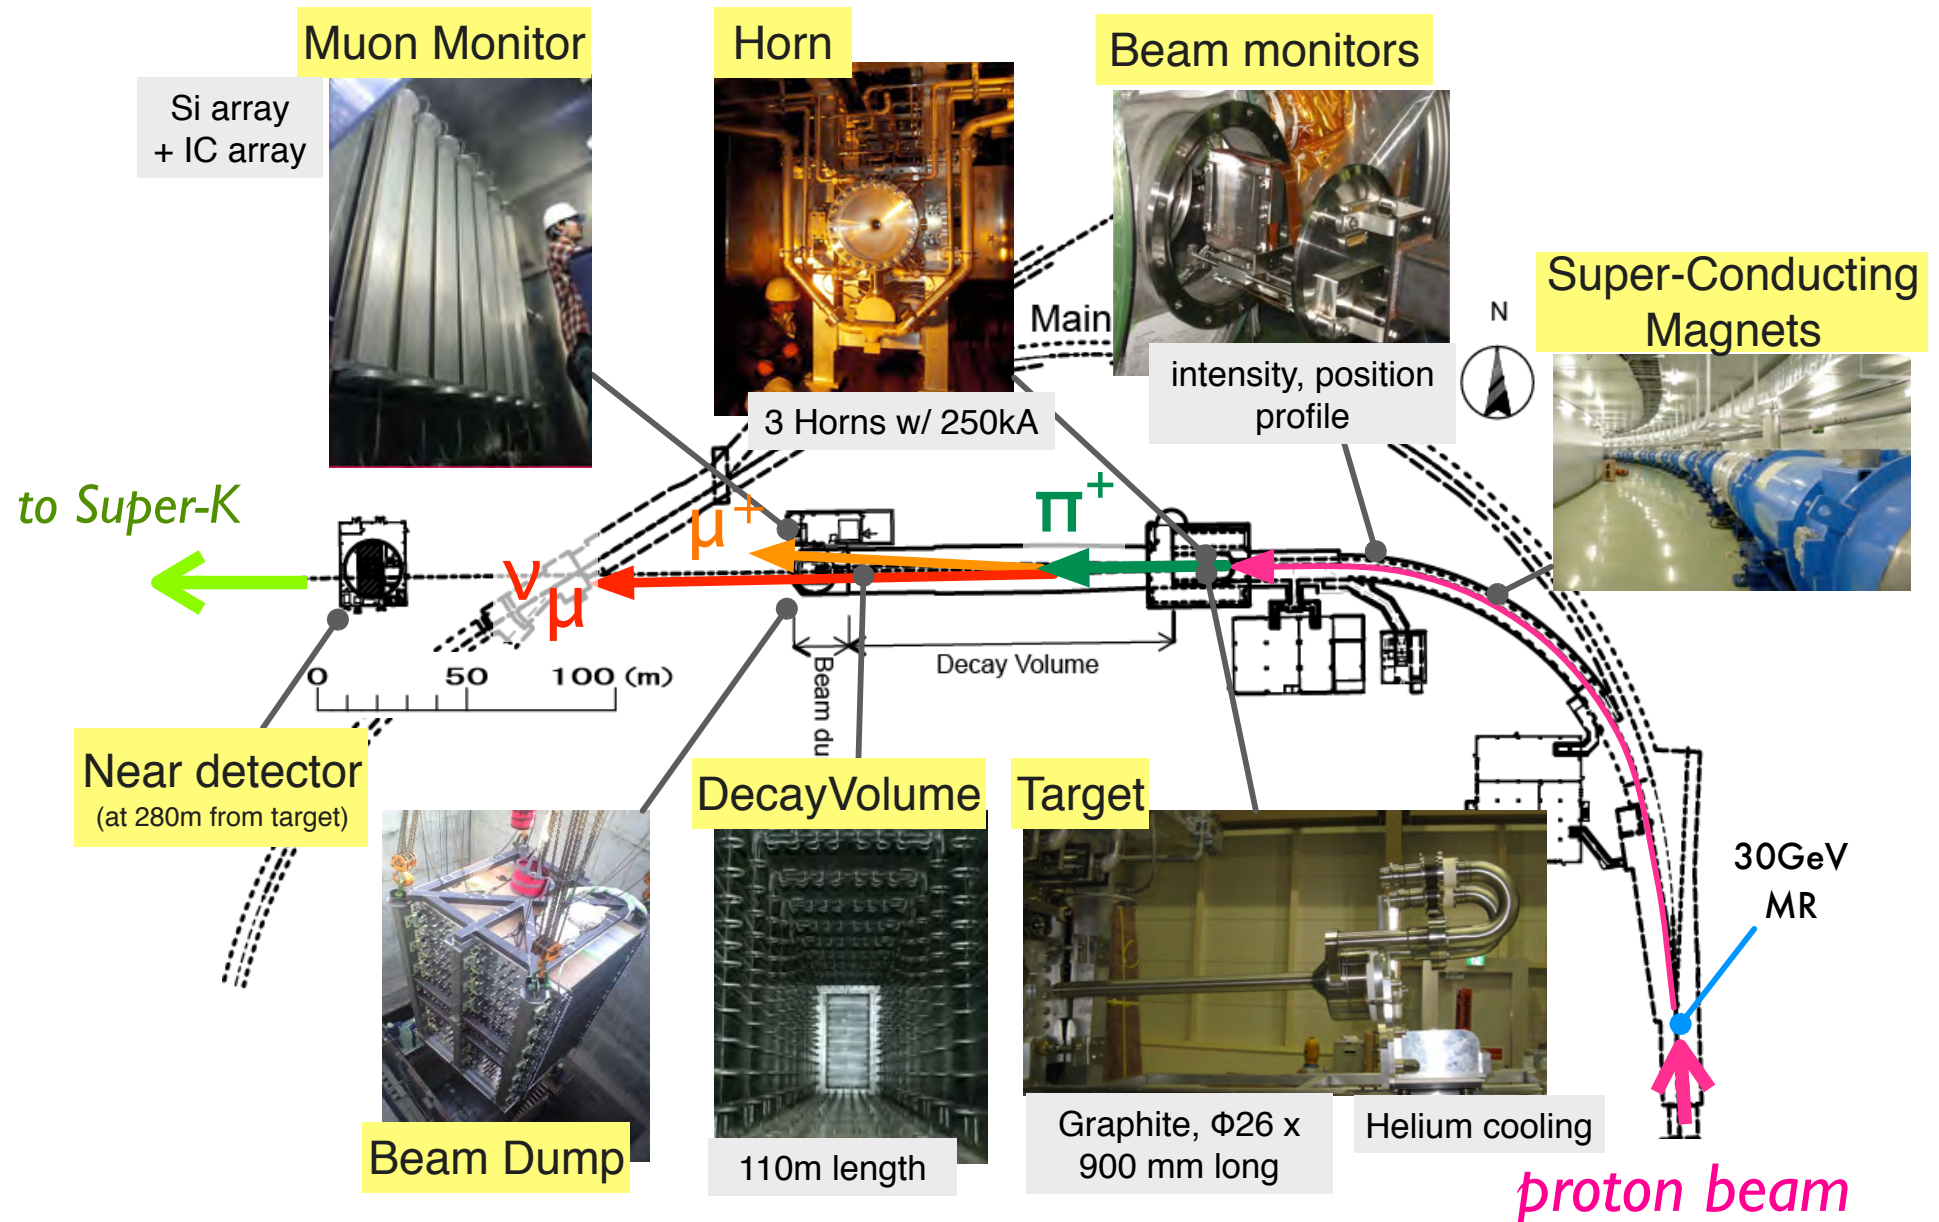 Muon Monitor
Si array
+ IC array
Horn
3 Horns w/ 250kA
Beam monitors
intensity, position
profile
Super-Conducting
Magnets
N
Main
to Super-K
μ+
π+
νμ
0 50 100 (m)
Beam du
Decay Volume
Near detector
(at 280m from target)
Beam Dump
DecayVolume
110m length
Target
Graphite, Φ26 x
900 mm long
Helium cooling
30GeV
MR
proton beam